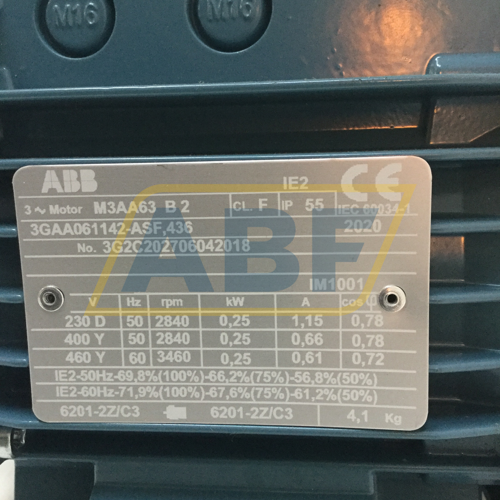 M16 M16
ABB IE2 CE
3~ Motor M3AA63 B 2 CL. F IP 55 IEC 60034-1
3GAA061142-ASF,436 2020
No. 3G2C202706042018
IM1001
V Hz rpm kW A cosφ
230 D 50 2840 0,25 1,15 0,78
400 Y 50 2840 0,25 0,66 0,78
460 Y 60 3460 0,25 0,61 0,72
IE2-50Hz-69,8%(100%)-66,2%(75%)-56,8%(50%)
IE2-60Hz-71,9%(100%)-67,6%(75%)-61,2%(50%)
6201-2Z/C3 6201-2Z/C3 4,1 Kg
ABF